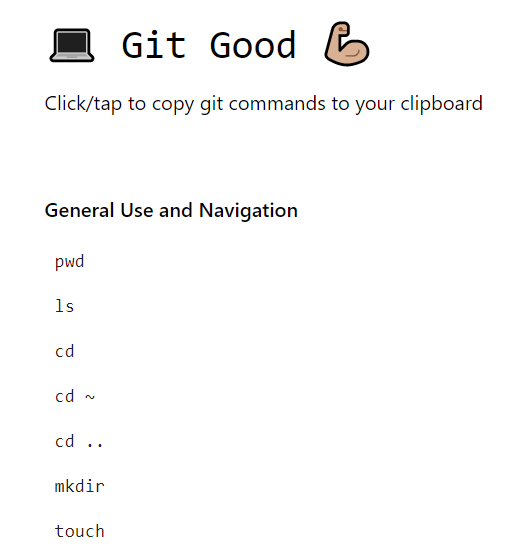 💻 Git Good 💪🏽
Click/tap to copy git commands to your clipboard
General Use and Navigation
pwd
ls
cd
cd ~
cd ..
mkdir
touch